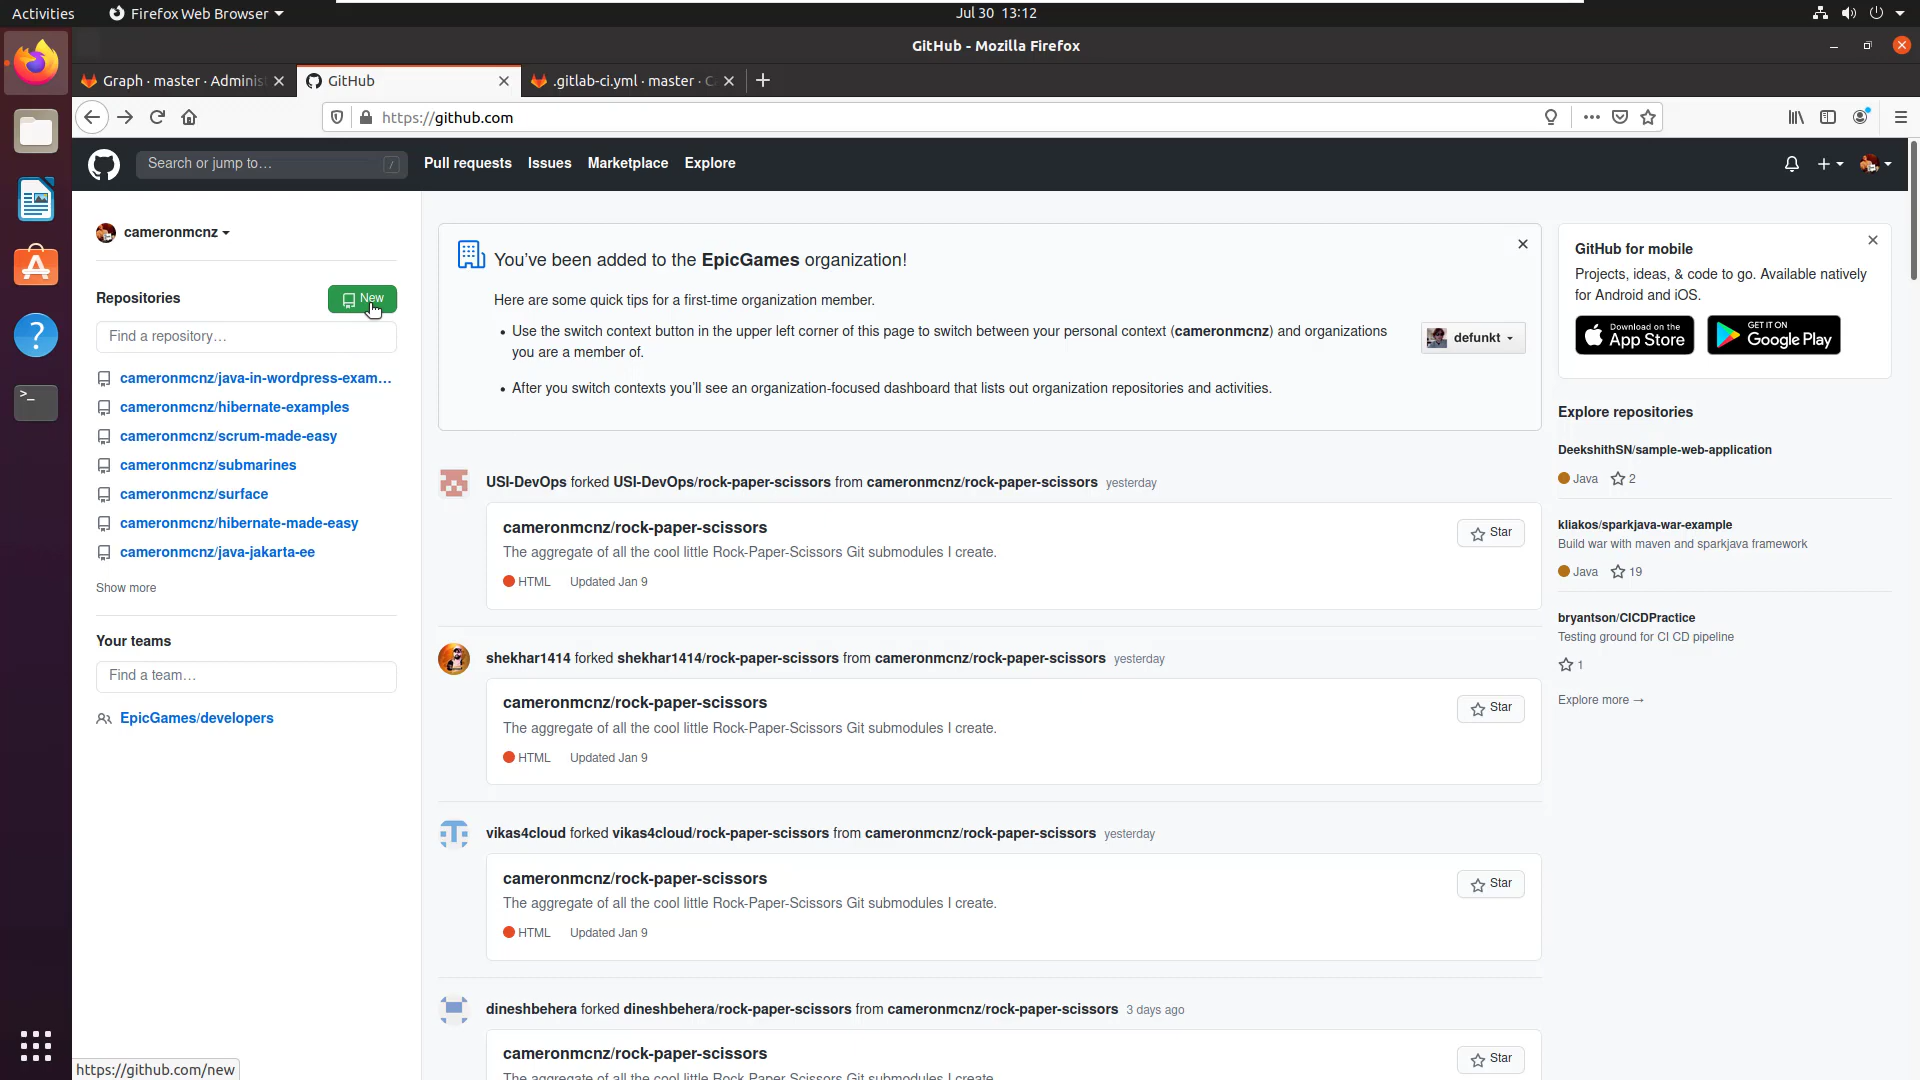 Activities
Firefox Web Browser
Jul 30 13:12
GitHub - Mozilla Firefox
Graph · master · Adminis
GitHub
.gitlab-ci.yml · master · C
https://github.com
Search or jump to…
/
Pull requests
Issues
Marketplace
Explore
cameronmcnz
Repositories
New
Find a repository…
cameronmcnz/java-in-wordpress-exam…
cameronmcnz/hibernate-examples
cameronmcnz/scrum-made-easy
cameronmcnz/submarines
cameronmcnz/surface
cameronmcnz/hibernate-made-easy
cameronmcnz/java-jakarta-ee
Show more
Your teams
Find a team…
EpicGames/developers
You've been added to the EpicGames organization!
Here are some quick tips for a first-time organization member.
• Use the switch context button in the upper left corner of this page to switch between your personal context (cameronmcnz) and organizations
you are a member of.
defunkt
• After you switch contexts you'll see an organization-focused dashboard that lists out organization repositories and activities.
USI-DevOps forked USI-DevOps/rock-paper-scissors from cameronmcnz/rock-paper-scissors yesterday
cameronmcnz/rock-paper-scissors
Star
The aggregate of all the cool little Rock-Paper-Scissors Git submodules I create.
HTML Updated Jan 9
shekhar1414 forked shekhar1414/rock-paper-scissors from cameronmcnz/rock-paper-scissors yesterday
cameronmcnz/rock-paper-scissors
Star
The aggregate of all the cool little Rock-Paper-Scissors Git submodules I create.
HTML Updated Jan 9
vikas4cloud forked vikas4cloud/rock-paper-scissors from cameronmcnz/rock-paper-scissors yesterday
cameronmcnz/rock-paper-scissors
Star
The aggregate of all the cool little Rock-Paper-Scissors Git submodules I create.
HTML Updated Jan 9
dineshbehera forked dineshbehera/rock-paper-scissors from cameronmcnz/rock-paper-scissors 3 days ago
cameronmcnz/rock-paper-scissors
Star
The aggregate of all the cool little Rock-Paper-Scissors Git submodules I create.
GitHub for mobile
Projects, ideas, & code to go. Available natively
for Android and iOS.
Download on the
App Store
GET IT ON
Google Play
Explore repositories
DeekshithSN/sample-web-application
Java 2
kliakos/sparkjava-war-example
Build war with maven and sparkjava framework
Java 19
bryantson/CICDPractice
Testing ground for CI CD pipeline
1
Explore more →
https://github.com/new